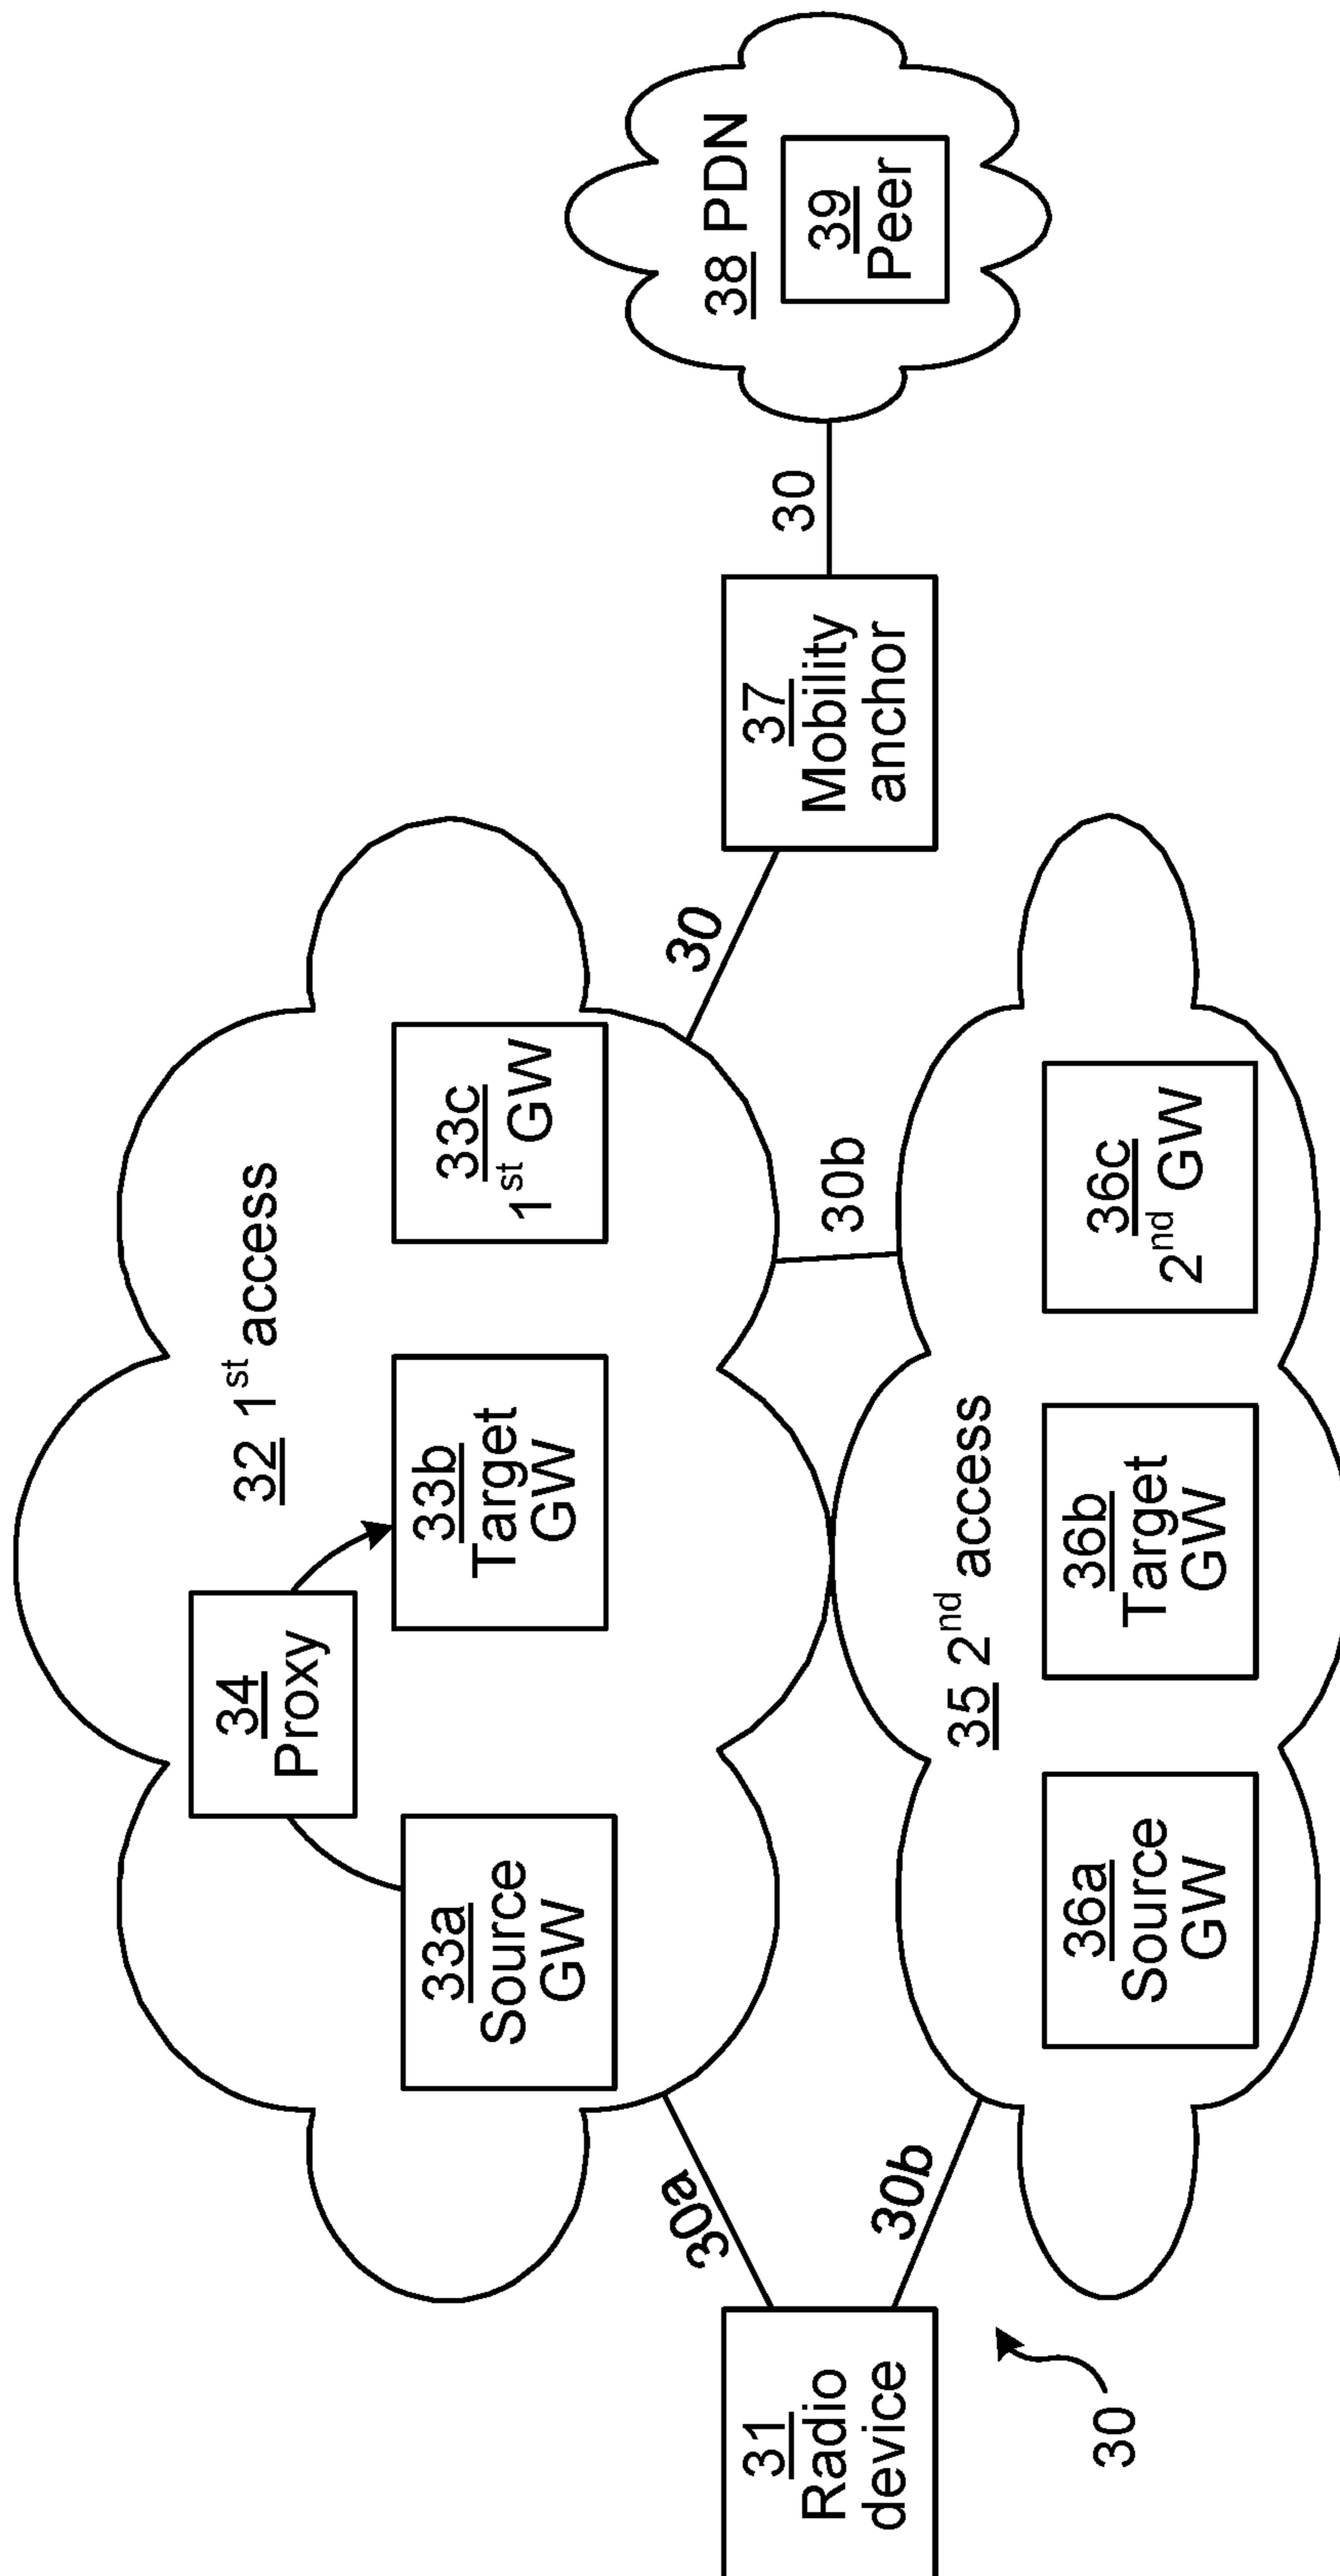 32 1st access
34
Proxy
33a
Source
GW
33b
Target
GW
33c
1st GW
30a
30b
30b
30
31
Radio
device
30
35 2nd access
36a
Source
GW
36b
Target
GW
36c
2nd GW
37
Mobility
anchor
30
38 PDN
39
Peer